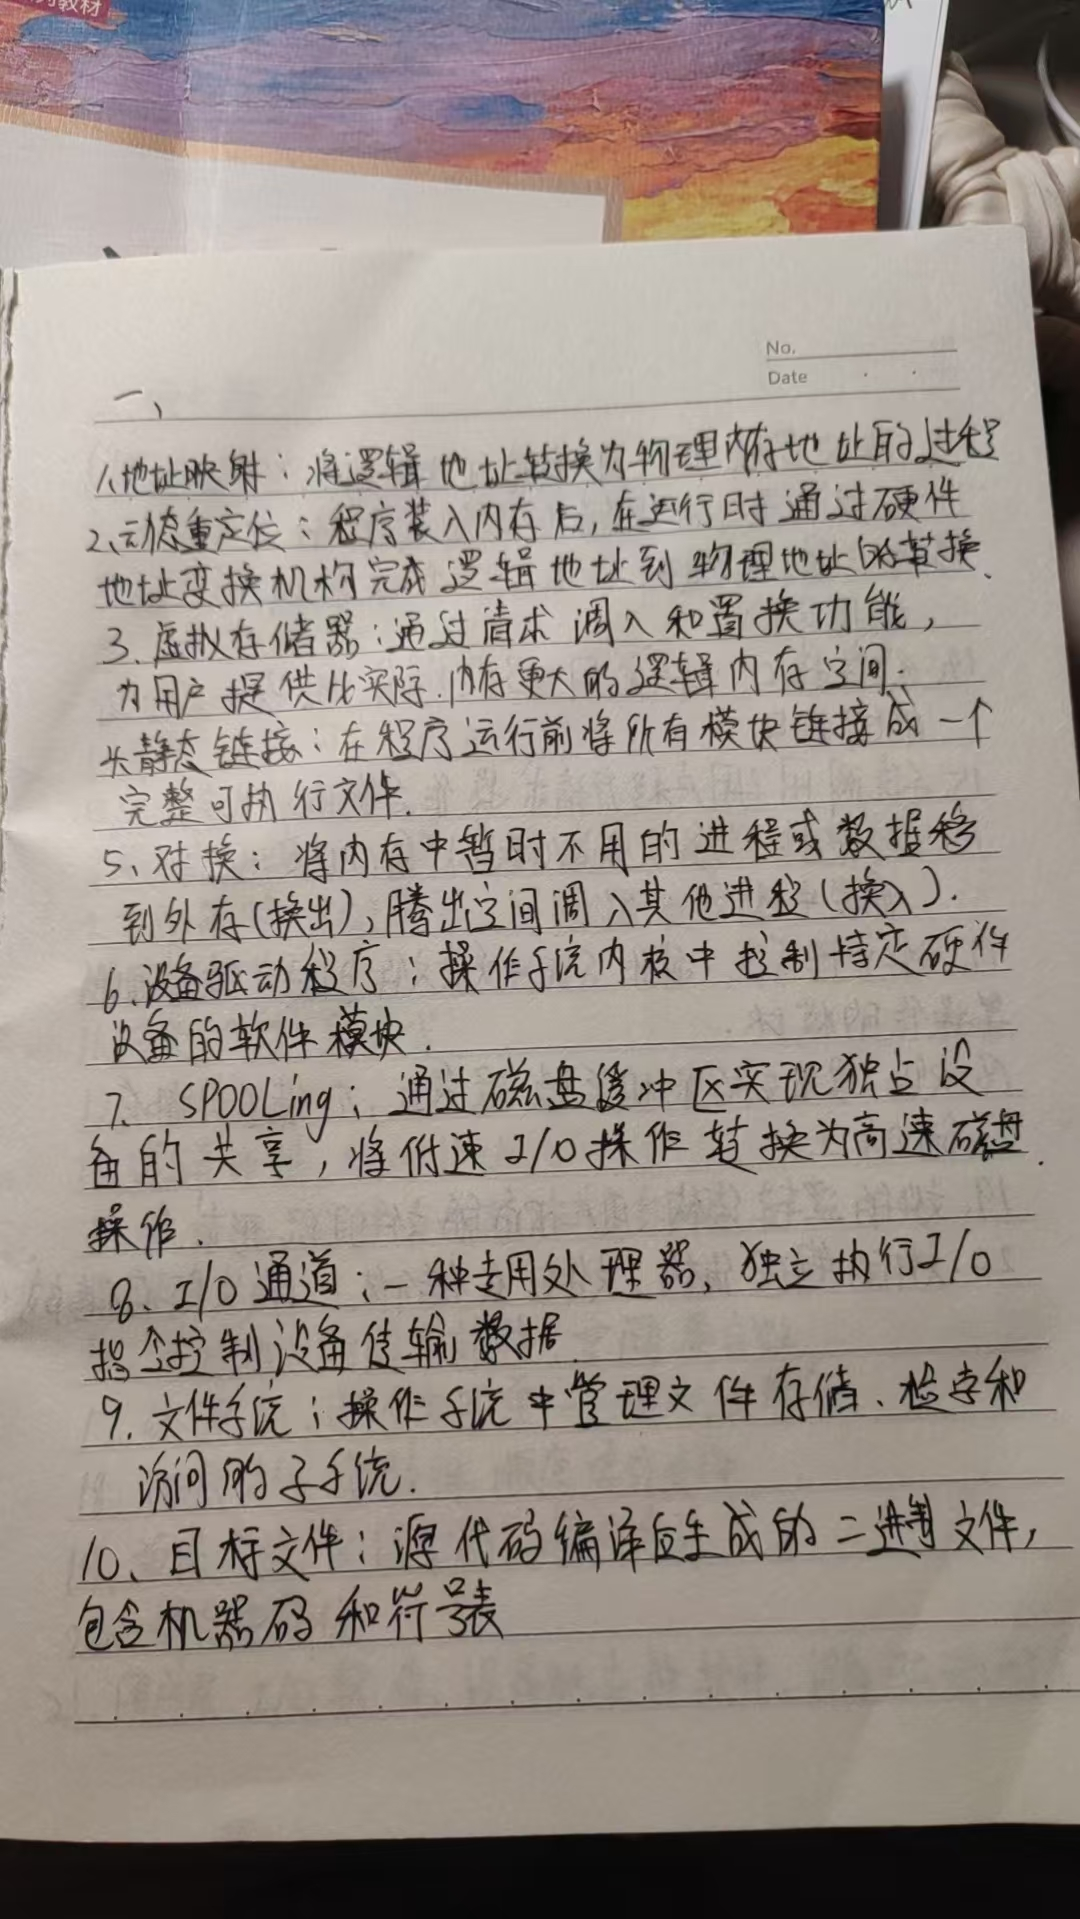 教材
No.
Date
一、
1、地址映射：将逻辑地址转换为物理内存地址的过程
2、动态重定位：程序装入内存后，在运行时通过硬件
地址变换机构完成逻辑地址到物理地址的转换.
3、虚拟存储器：通过请求调入和置换功能，
为用户提供比实际内存更大的逻辑内存空间.
4、静态链接：在程序运行前将所有模块链接成一个
完整可执行文件.
5、对换：将内存中暂时不用的进程或数据移
到外存(换出),腾出空间调入其他进程(换入).
6、设备驱动程序：操作系统内核中控制特定硬件
设备的软件模块.
7、SPOOLing：通过磁盘缓冲区实现独占设
备的共享，将低速I/O操作转换为高速磁盘
操作.
8、I/O通道：一种专用处理器，独立执行I/O
指令控制设备传输数据.
9、文件系统：操作系统中管理文件存储、检索和
访问的子系统.
10、目标文件：源代码编译后生成的二进制文件，
包含机器码和符号表